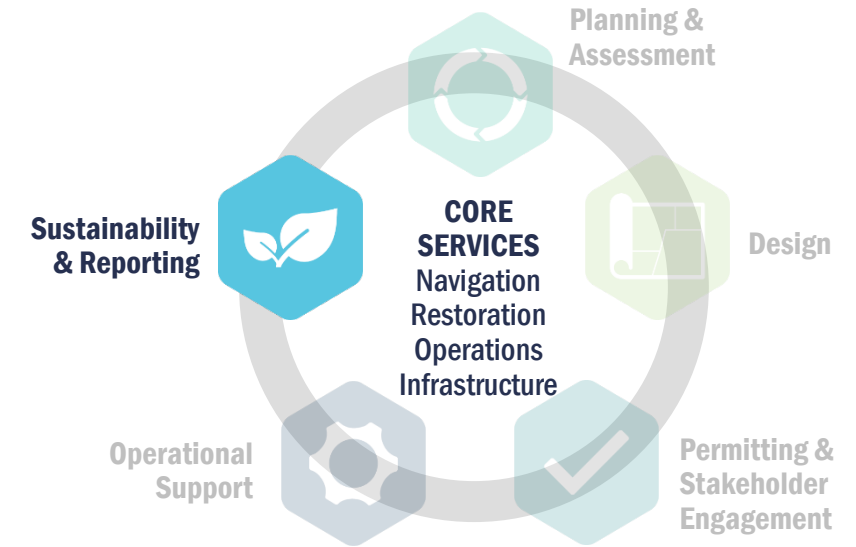 Planning &
Assessment
Sustainability
& Reporting
CORE
SERVICES
Navigation
Restoration
Operations
Infrastructure
Design
Operational
Support
Permitting &
Stakeholder
Engagement